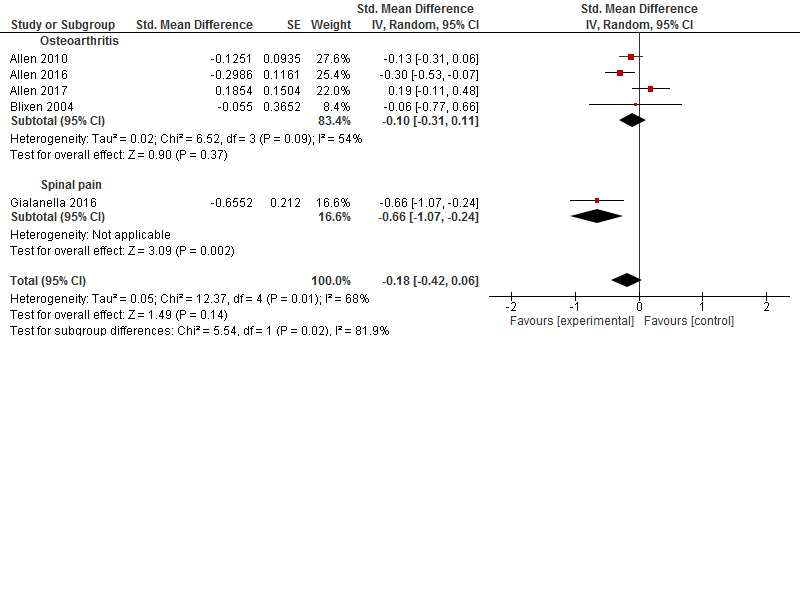 Std. Mean Difference Std. Mean Difference
Study or Subgroup Std. Mean Difference SE Weight IV, Random, 95% CI IV, Random, 95% CI
Osteoarthritis
Allen 2010 -0.1251 0.0935 27.6% -0.13 [-0.31, 0.06]
Allen 2016 -0.2986 0.1161 25.4% -0.30 [-0.53, -0.07]
Allen 2017 0.1854 0.1504 22.0% 0.19 [-0.11, 0.48]
Blixen 2004 -0.055 0.3652 8.4% -0.06 [-0.77, 0.66]
Subtotal (95% CI) 83.4% -0.10 [-0.31, 0.11]
Heterogeneity: Tau² = 0.02; Chi² = 6.52, df = 3 (P = 0.09); I² = 54%
Test for overall effect: Z = 0.90 (P = 0.37)
Spinal pain
Gialanella 2016 -0.6552 0.212 16.6% -0.66 [-1.07, -0.24]
Subtotal (95% CI) 16.6% -0.66 [-1.07, -0.24]
Heterogeneity: Not applicable
Test for overall effect: Z = 3.09 (P = 0.002)
Total (95% CI) 100.0% -0.18 [-0.42, 0.06]
Heterogeneity: Tau² = 0.05; Chi² = 12.37, df = 4 (P = 0.01); I² = 68%
Test for overall effect: Z = 1.49 (P = 0.14)
Test for subgroup differences: Chi² = 5.54, df = 1 (P = 0.02), I² = 81.9%
-2 -1 0 1 2
Favours [experimental] Favours [control]